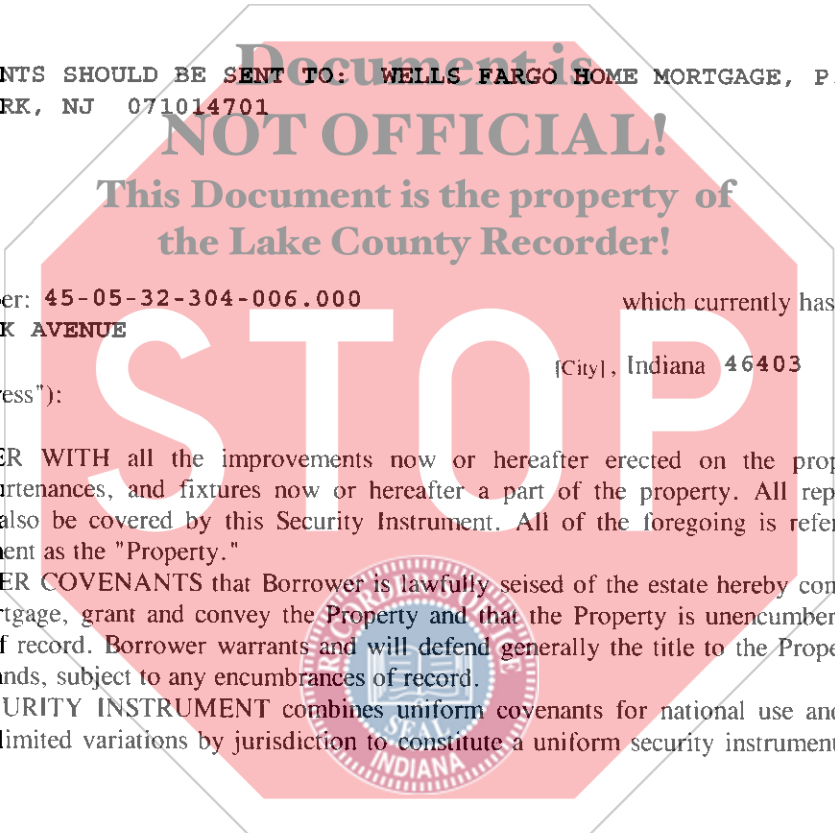 Document is
NTS SHOULD BE SENT TO: WELLS FARGO HOME MORTGAGE, P.
RK, NJ 071014701
NOT OFFICIAL!
This Document is the property of
the Lake County Recorder!
er: 45-05-32-304-006.000 which currently has
K AVENUE
[City], Indiana 46403
ress"):
STOP
ER WITH all the improvements now or hereafter erected on the prop
urtenances, and fixtures now or hereafter a part of the property. All rep
also be covered by this Security Instrument. All of the foregoing is refer
ent as the "Property."
ER COVENANTS that Borrower is lawfully seised of the estate hereby con
rtgage, grant and convey the Property and that the Property is unencumber
f record. Borrower warrants and will defend generally the title to the Prope
ands, subject to any encumbrances of record.
URITY INSTRUMENT combines uniform covenants for national use and
limited variations by jurisdiction to constitute a uniform security instrument
RECORDER'S OFFICE
SEAL
INDIANA